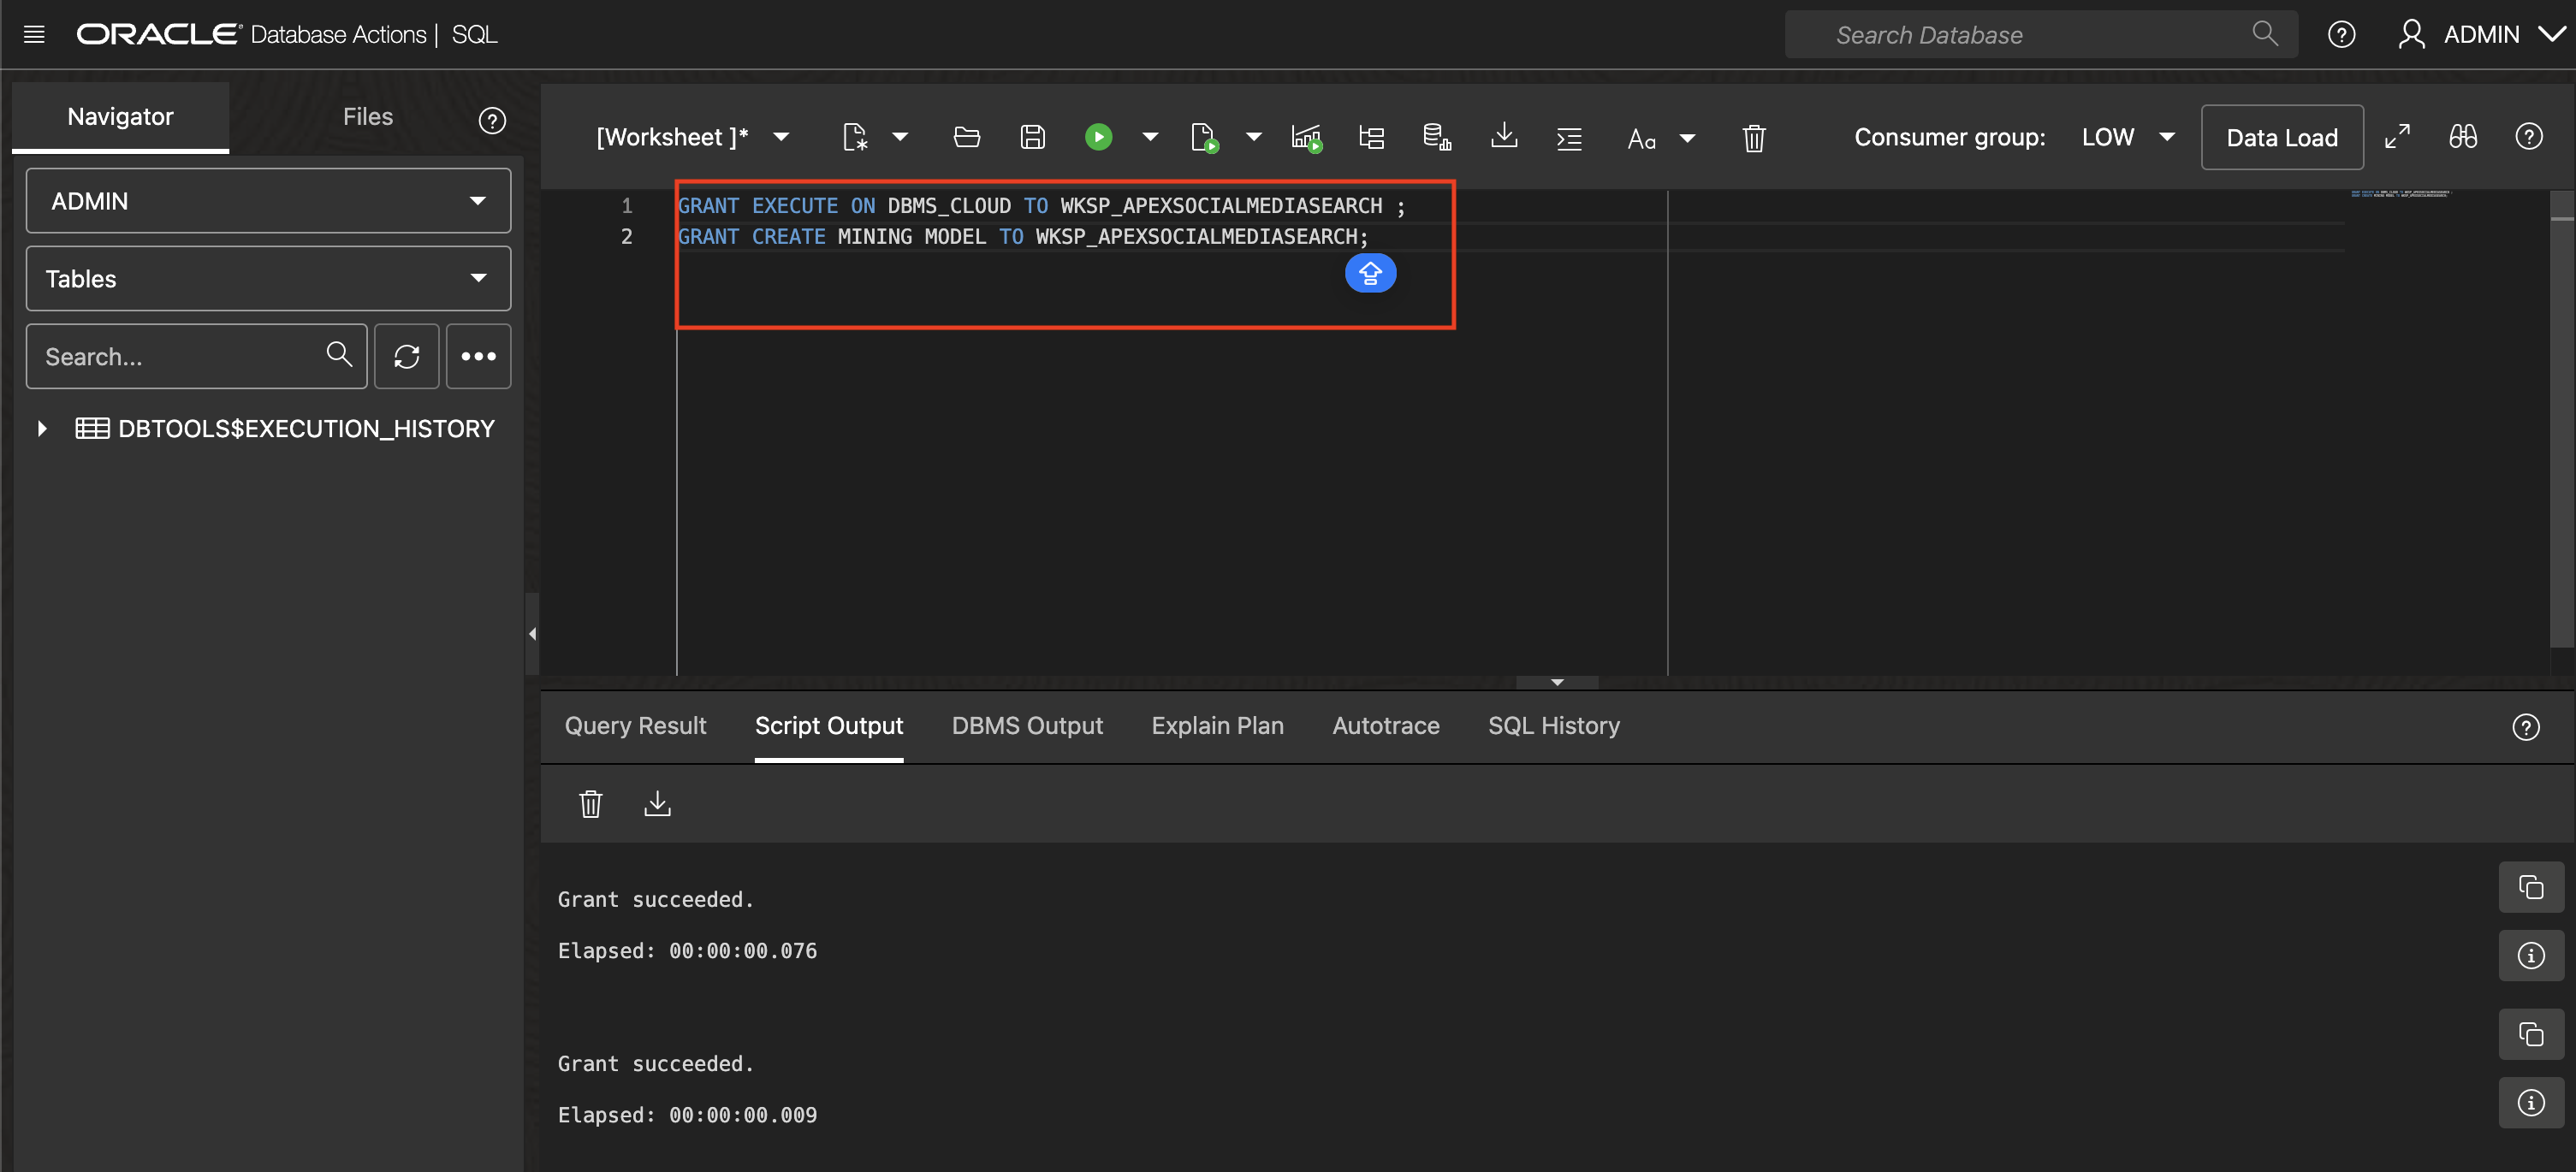 ORACLE Database Actions | SQL
Search Database
ADMIN
Navigator
Files
[Worksheet ]*
Aa
Consumer group:
LOW
Data Load
ADMIN
Tables
Search...
DBTOOLS$EXECUTION_HISTORY
1 GRANT EXECUTE ON DBMS_CLOUD TO WKSP_APEXSOCIALMEDIASEARCH ;
2 GRANT CREATE MINING MODEL TO WKSP_APEXSOCIALMEDIASEARCH;
Query Result
Script Output
DBMS Output
Explain Plan
Autotrace
SQL History
Grant succeeded.
Elapsed: 00:00:00.076
Grant succeeded.
Elapsed: 00:00:00.009